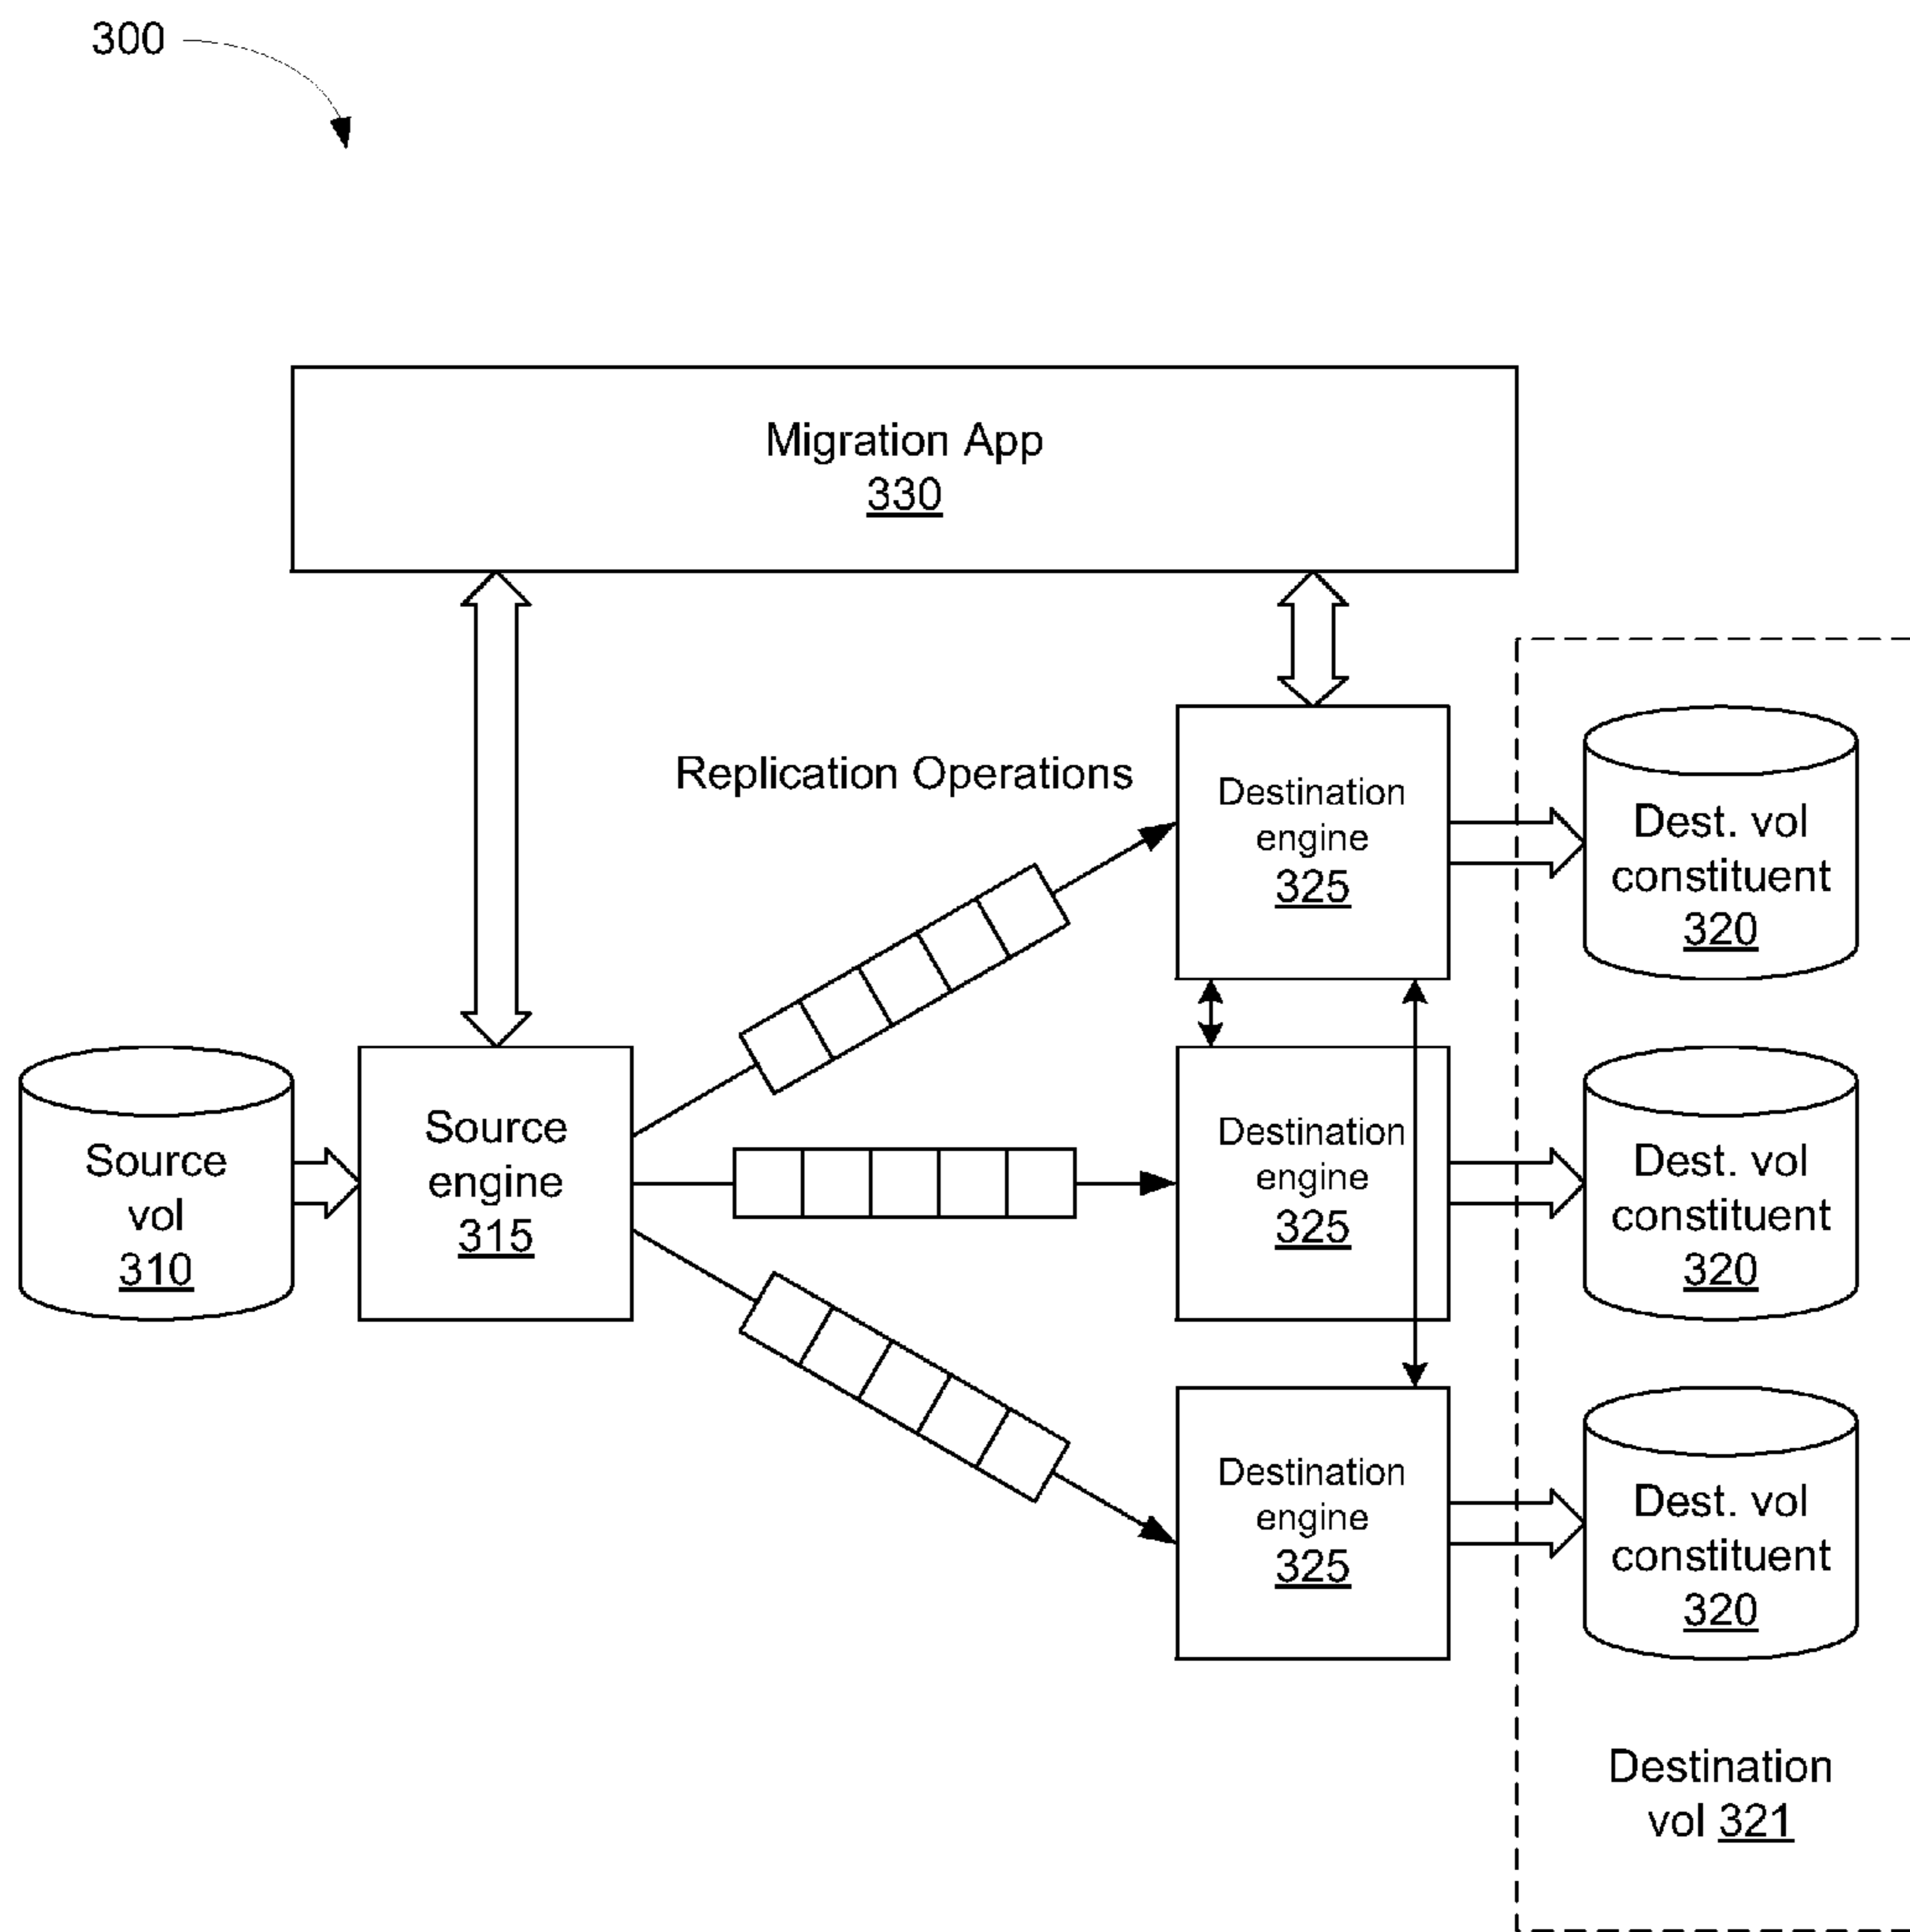 300
Migration App
330
Replication Operations
Destination
engine
325
Dest. vol
constituent
320
Source
vol
310
Source
engine
315
Destination
engine
325
Dest. vol
constituent
320
Destination
engine
325
Dest. vol
constituent
320
Destination
vol 321